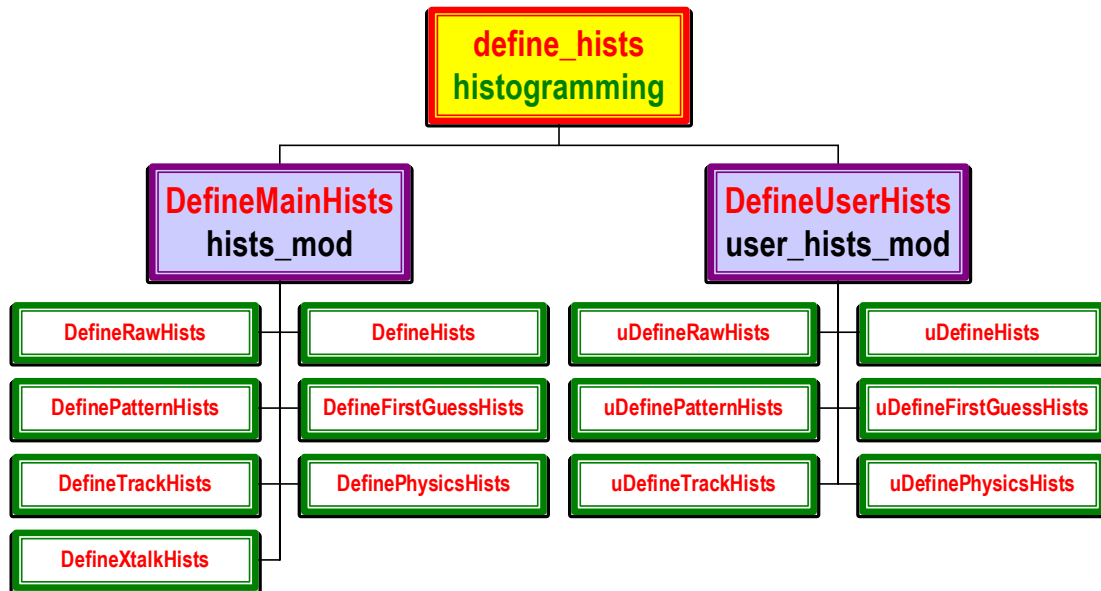 define_hists
histogramming
DefineMainHists
hists_mod
DefineUserHists
user_hists_mod
DefineRawHists
DefineHists
DefinePatternHists
DefineFirstGuessHists
DefineTrackHists
DefinePhysicsHists
DefineXtalkHists
uDefineRawHists
uDefineHists
uDefinePatternHists
uDefineFirstGuessHists
uDefineTrackHists
uDefinePhysicsHists